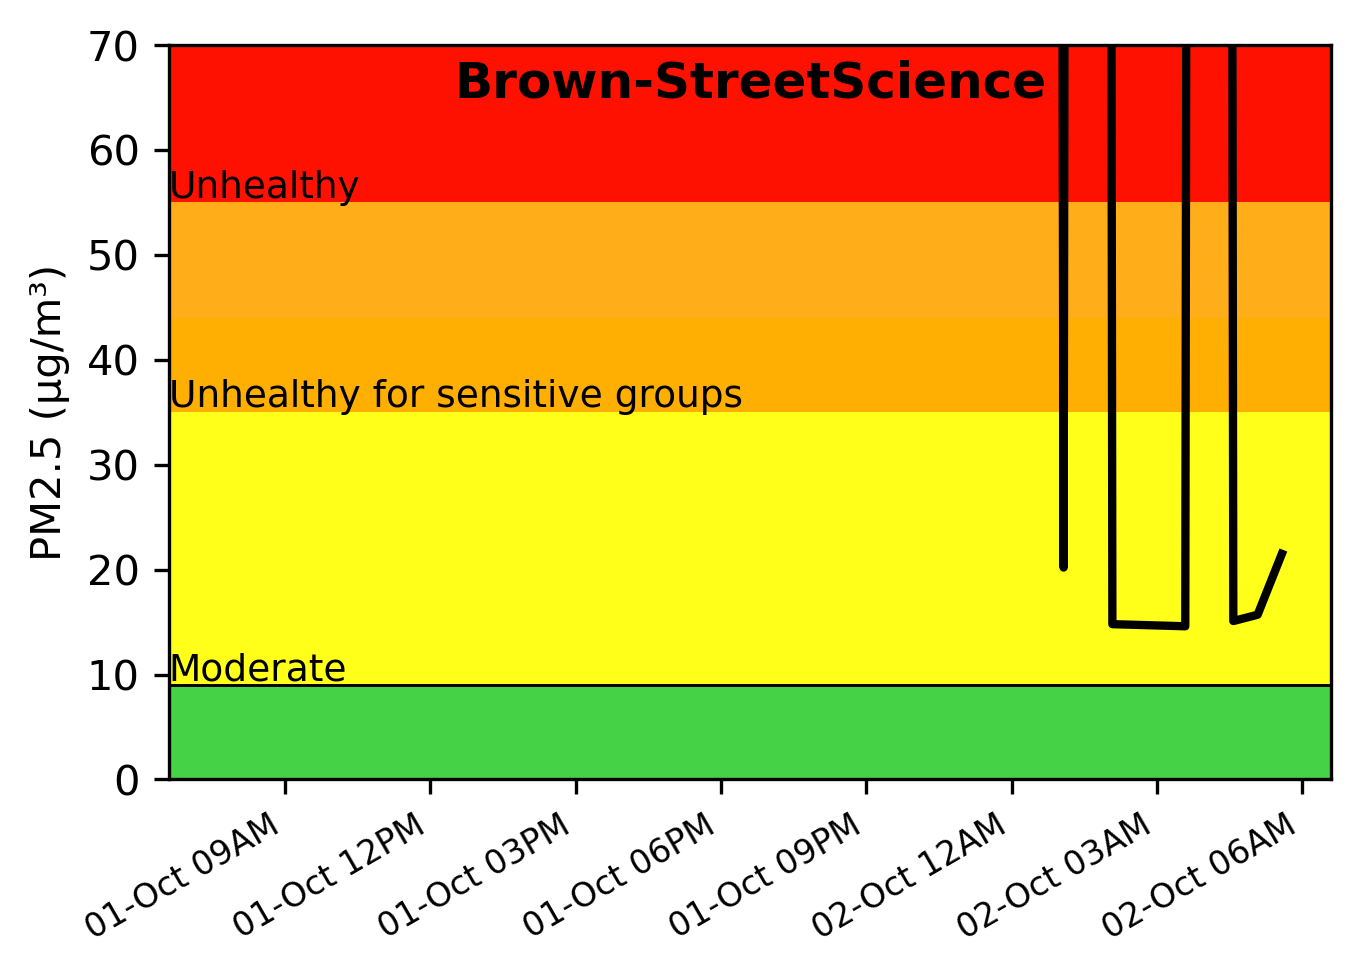 Brown-StreetScience
PM2.5 (µg/m³)
70
60
50
40
30
20
10
0
Unhealthy
Unhealthy for sensitive groups
Moderate
01-Oct 09AM
01-Oct 12PM
01-Oct 03PM
01-Oct 06PM
01-Oct 09PM
02-Oct 12AM
02-Oct 03AM
02-Oct 06AM